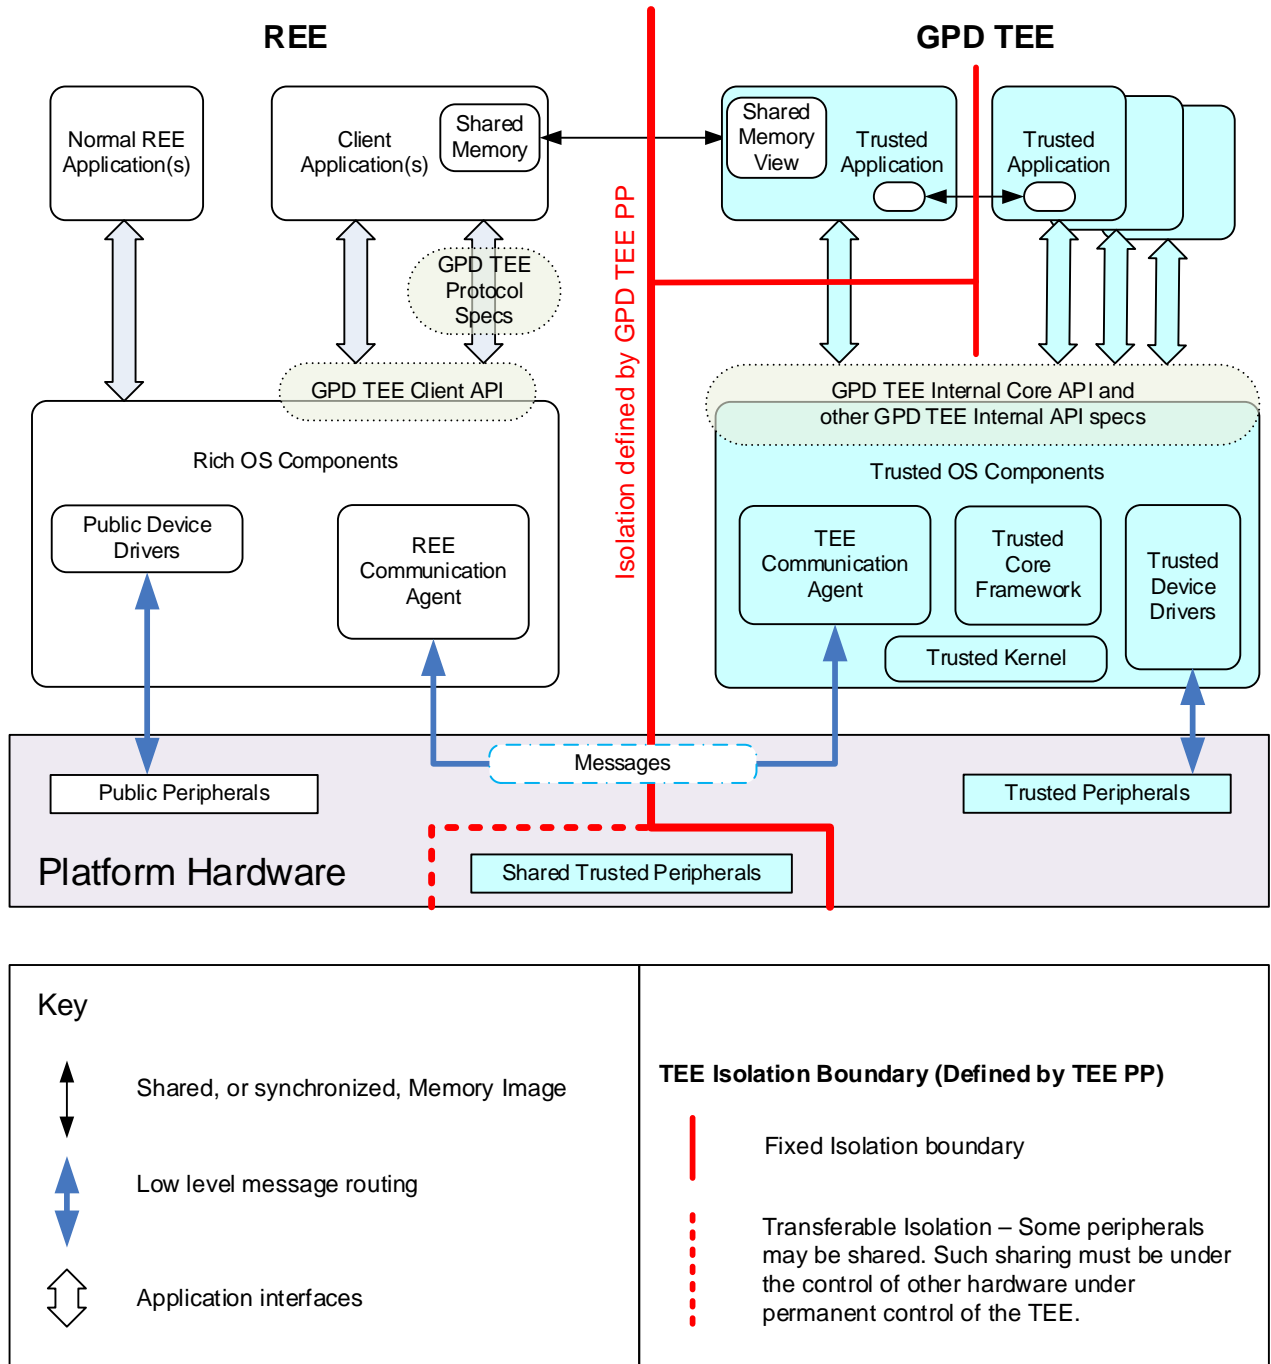 REE
GPD TEE
Normal REE
Application(s)
Client
Application(s)
Shared
Memory
Shared
Memory
View
Trusted
Application
Trusted
Application
GPD TEE
Protocol
Specs
Isolation defined by GPD TEE PP
GPD TEE Client API
GPD TEE Internal Core API and
other GPD TEE Internal API specs
Rich OS Components
Trusted OS Components
Public Device
Drivers
REE
Communication
Agent
TEE
Communication
Agent
Trusted
Core
Framework
Trusted
Device
Drivers
Trusted Kernel
Messages
Public Peripherals
Trusted Peripherals
Platform Hardware
Shared Trusted Peripherals
Key
Shared, or synchronized, Memory Image
Low level message routing
Application interfaces
TEE Isolation Boundary (Defined by TEE PP)
Fixed Isolation boundary
Transferable Isolation – Some peripherals
may be shared. Such sharing must be under
the control of other hardware under
permanent control of the TEE.